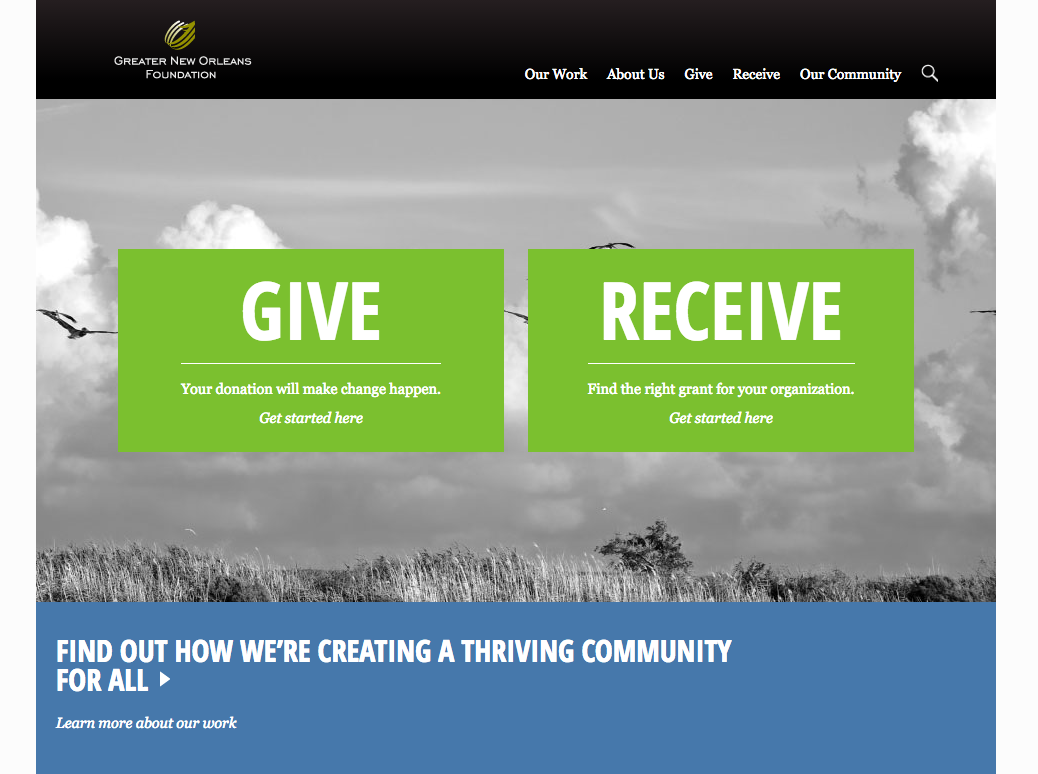 GREATER NEW ORLEANS
FOUNDATION
Our Work About Us Give Receive Our Community
GIVE
Your donation will make change happen.
Get started here
RECEIVE
Find the right grant for your organization.
Get started here
FIND OUT HOW WE'RE CREATING A THRIVING COMMUNITY
FOR ALL
Learn more about our work